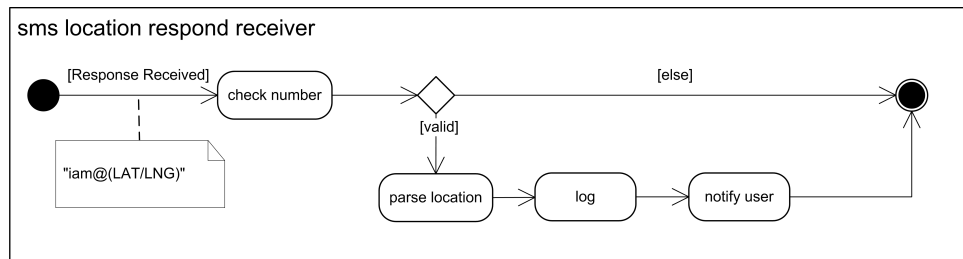 sms location respond receiver
[Response Received]
[else]
check number
[valid]
"iam@(LAT/LNG)"
parse location
log
notify user